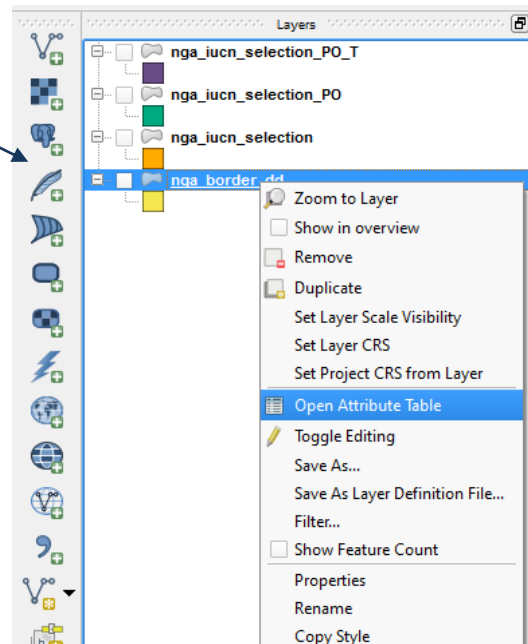 Layers
nga_iucn_selection_PO_T
nga_iucn_selection_PO
nga_iucn_selection
nga_border_dd
Zoom to Layer
Show in overview
Remove
Duplicate
Set Layer Scale Visibility
Set Layer CRS
Set Project CRS from Layer
Open Attribute Table
Toggle Editing
Save As...
Save As Layer Definition File...
Filter...
Show Feature Count
Properties
Rename
Copy Style